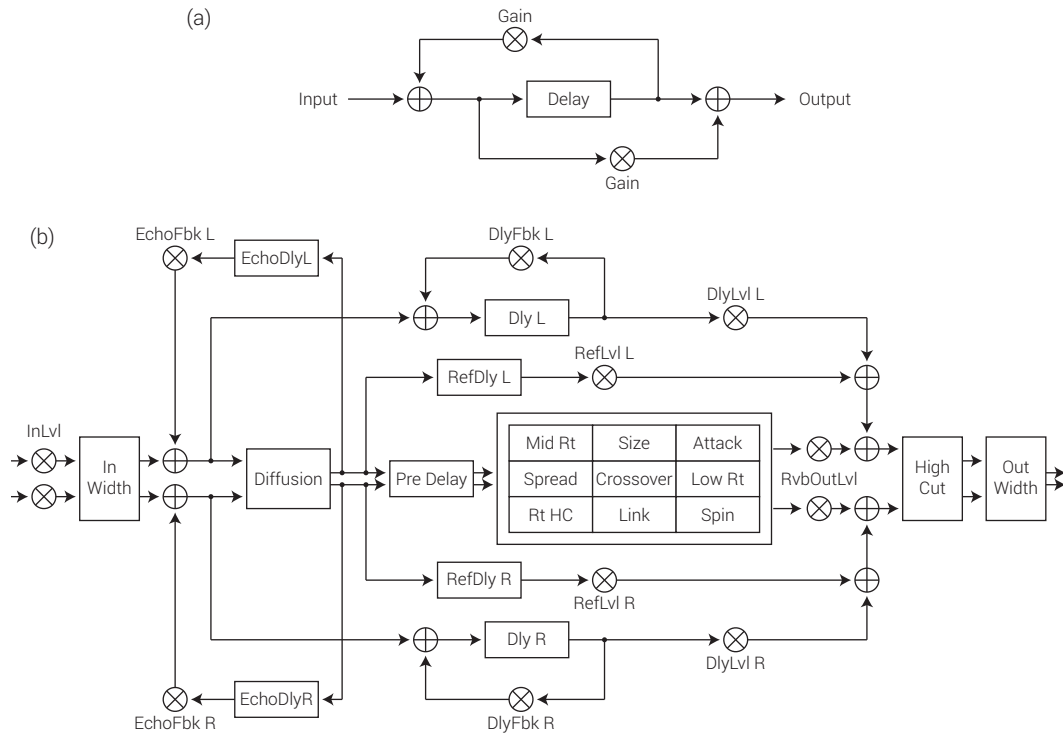 (a)
Gain
Input
Delay
Output
Gain
(b)
EchoFbk L
EchoDlyL
DlyFbk L
Dly L
DlyLvl L
RefDly L
RefLvl L
InLvl
In
Width
Diffusion
Pre Delay
Mid Rt
Size
Attack
Spread
Crossover
Low Rt
Rt HC
Link
Spin
RvbOutLvl
High
Cut
Out
Width
RefDly R
RefLvl R
Dly R
DlyLvl R
EchoDlyR
EchoFbk R
DlyFbk R